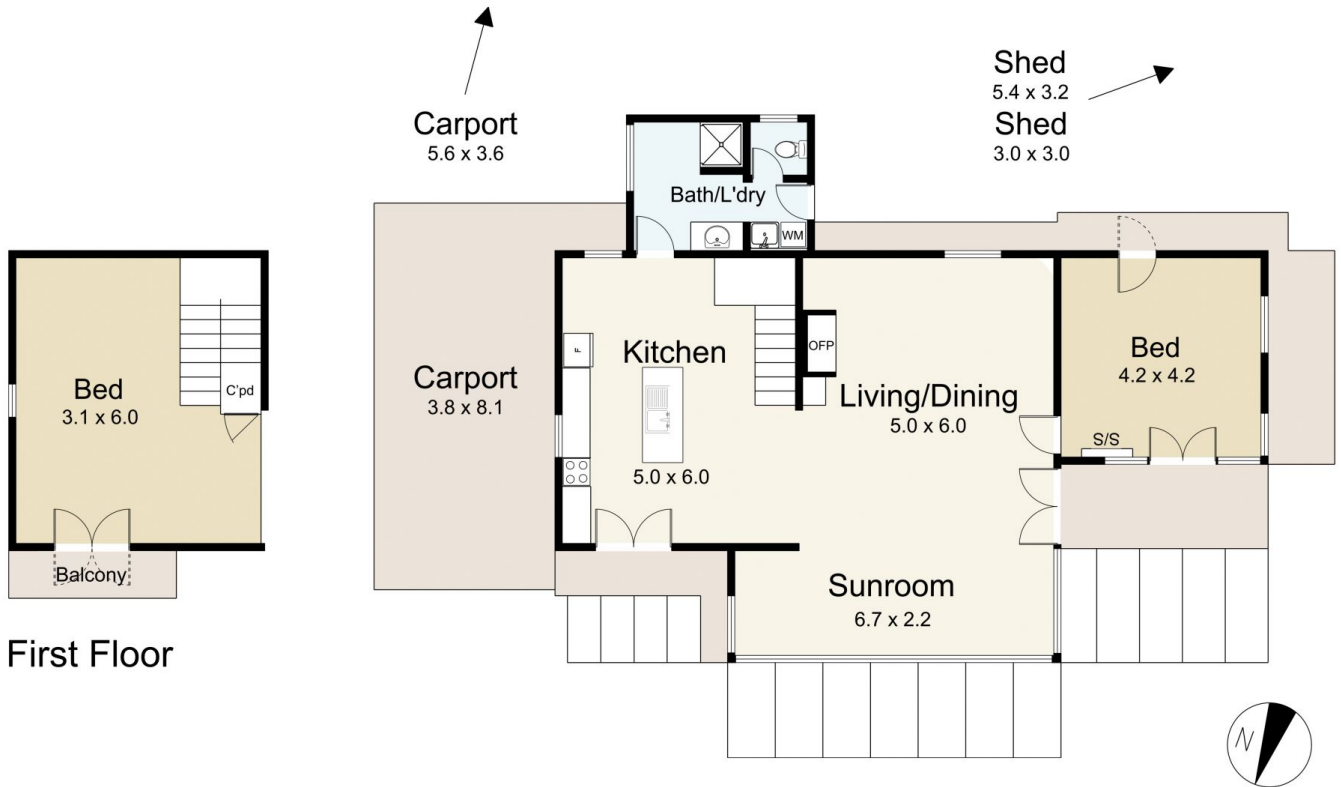 Carport
5.6 x 3.6
Shed
5.4 x 3.2
Shed
3.0 x 3.0
Bath/L'dry
WM
Bed
3.1 x 6.0
C'pd
Balcony
First Floor
Carport
3.8 x 8.1
F
Kitchen
5.0 x 6.0
OFP
Living/Dining
5.0 x 6.0
Bed
4.2 x 4.2
S/S
Sunroom
6.7 x 2.2
N